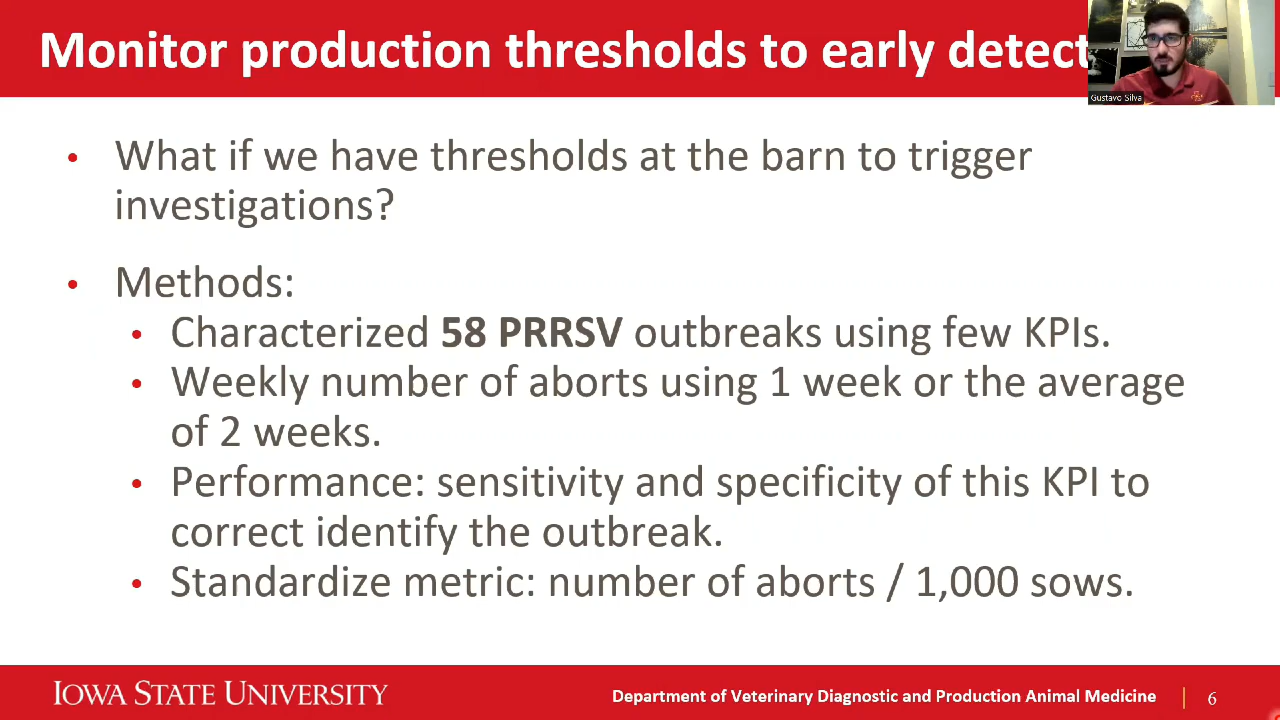 Monitor production thresholds to early detect
Gustavo Silva
• What if we have thresholds at the barn to trigger
investigations?
• Methods:
• Characterized 58 PRRSV outbreaks using few KPIs.
• Weekly number of aborts using 1 week or the average
of 2 weeks.
• Performance: sensitivity and specificity of this KPI to
correct identify the outbreak.
• Standardize metric: number of aborts / 1,000 sows.
IOWA STATE UNIVERSITY
Department of Veterinary Diagnostic and Production Animal Medicine | 6